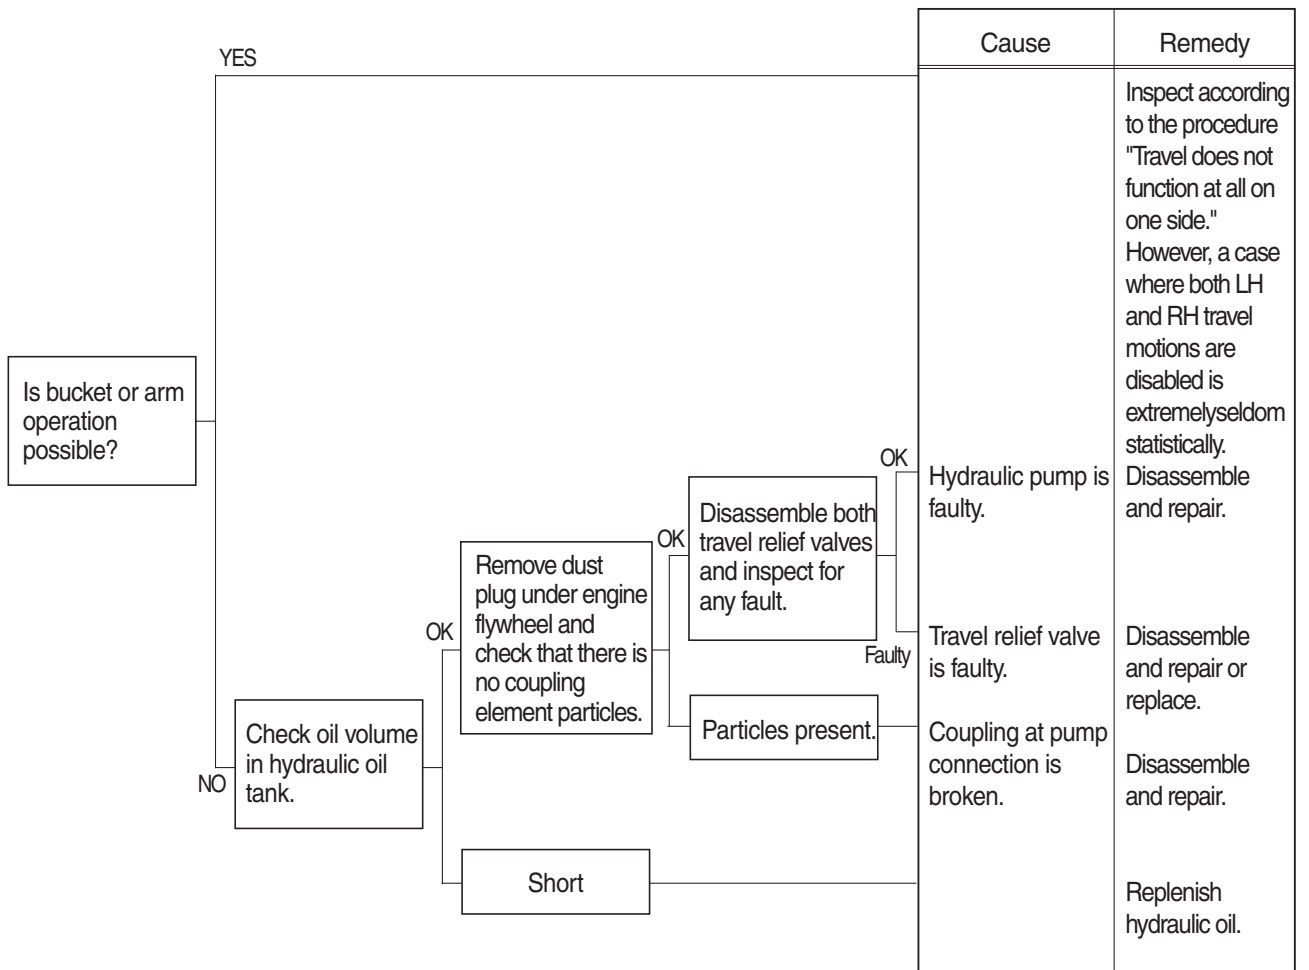 Cause
Remedy
YES
Inspect according
to the procedure
"Travel does not
function at all on
one side."
However, a case
where both LH
and RH travel
motions are
disabled is
extremelyseldom
statistically.
Is bucket or arm
operation
possible?
OK
Hydraulic pump is
faulty.
Disassemble
and repair.
Disassemble both
travel relief valves
and inspect for
any fault.
OK
Remove dust
plug under engine
flywheel and
check that there is
no coupling
element particles.
OK
Faulty
Travel relief valve
is faulty.
Disassemble
and repair or
replace.
Particles present.
Coupling at pump
connection is
broken.
Disassemble
and repair.
NO
Check oil volume
in hydraulic oil
tank.
Short
Replenish
hydraulic oil.